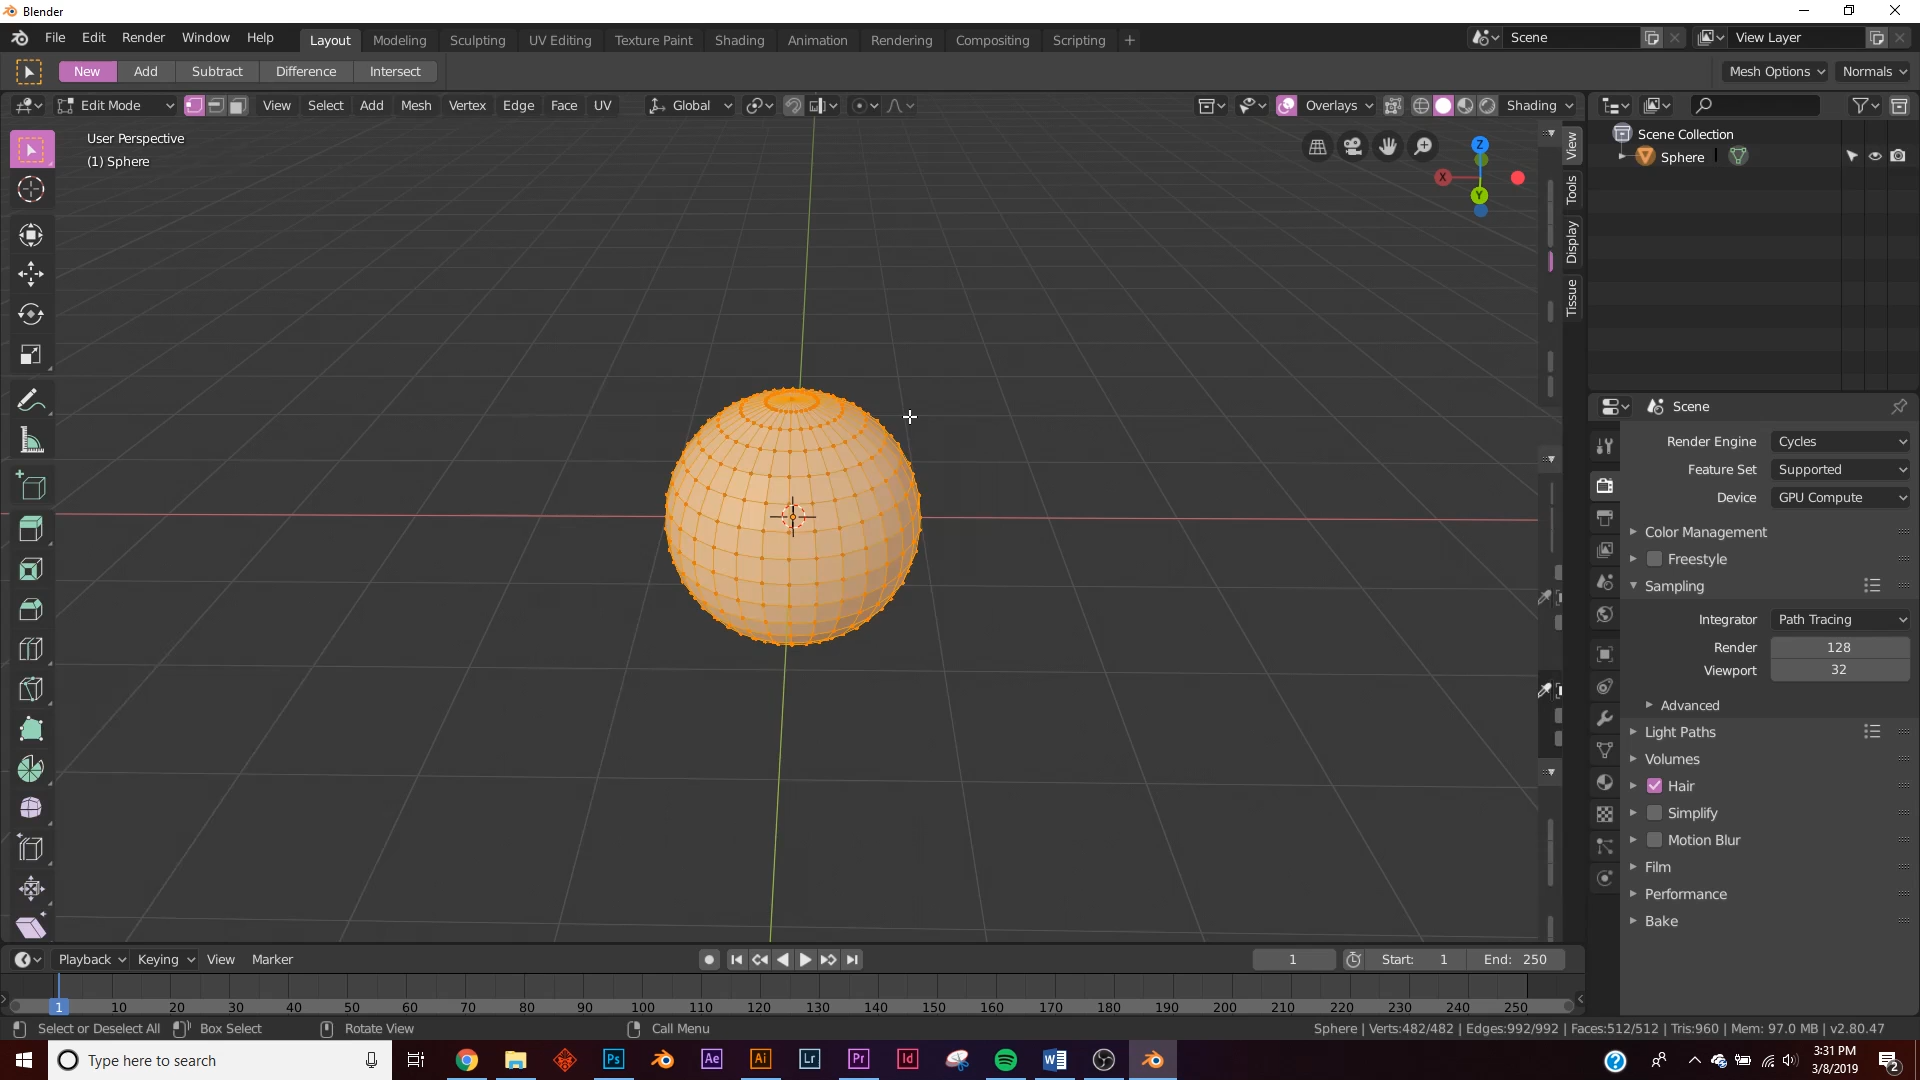 Blender
File Edit Render Window Help Layout Modeling Sculpting UV Editing Texture Paint Shading Animation Rendering Compositing Scripting + Scene View Layer
New Add Subtract Difference Intersect Mesh Options Normals
Edit Mode View Select Add Mesh Vertex Edge Face UV Global Overlays Shading
User Perspective
(1) Sphere
Z
X
Y
View
Tools
Display
Tissue
Scene Collection
Sphere
Scene
Render Engine Cycles
Feature Set Supported
Device GPU Compute
Color Management
Freestyle
Sampling
Integrator Path Tracing
Render 128
Viewport 32
Advanced
Light Paths
Volumes
Hair
Simplify
Motion Blur
Film
Performance
Bake
Playback Keying View Marker 1 Start: 1 End: 250
1 10 20 30 40 50 60 70 80 90 100 110 120 130 140 150 160 170 180 190 200 210 220 230 240 250
Select or Deselect All Box Select Rotate View Call Menu Sphere | Verts:482/482 | Edges:992/992 | Faces:512/512 | Tris:960 | Mem: 97.0 MB | v2.80.47
Type here to search Ps Ae Ai Lr Pr Id W ? 3:31 PM
3/8/2019 2